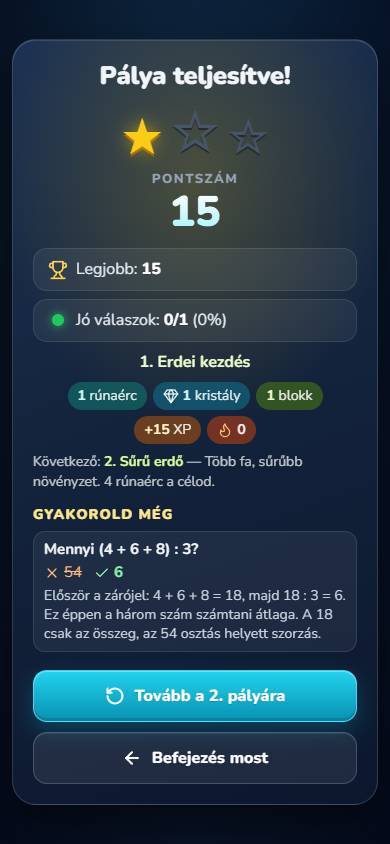 Pálya teljesítve!
PONTSZÁM
15
Legjobb: 15
Jó válaszok: 0/1 (0%)
1. Erdei kezdés
1 rúnaérc
1 kristály
1 blokk
+15 XP
0
Következő: 2. Sűrű erdő — Több fa, sűrűbb
növényzet. 4 rúnaérc a célod.
GYAKOROLD MÉG
Mennyi (4 + 6 + 8) : 3?
54
6
Először a zárójel: 4 + 6 + 8 = 18, majd 18 : 3 = 6.
Ez éppen a három szám számtani átlaga. A 18
csak az összeg, az 54 osztás helyett szorzás.
Tovább a 2. pályára
Befejezés most